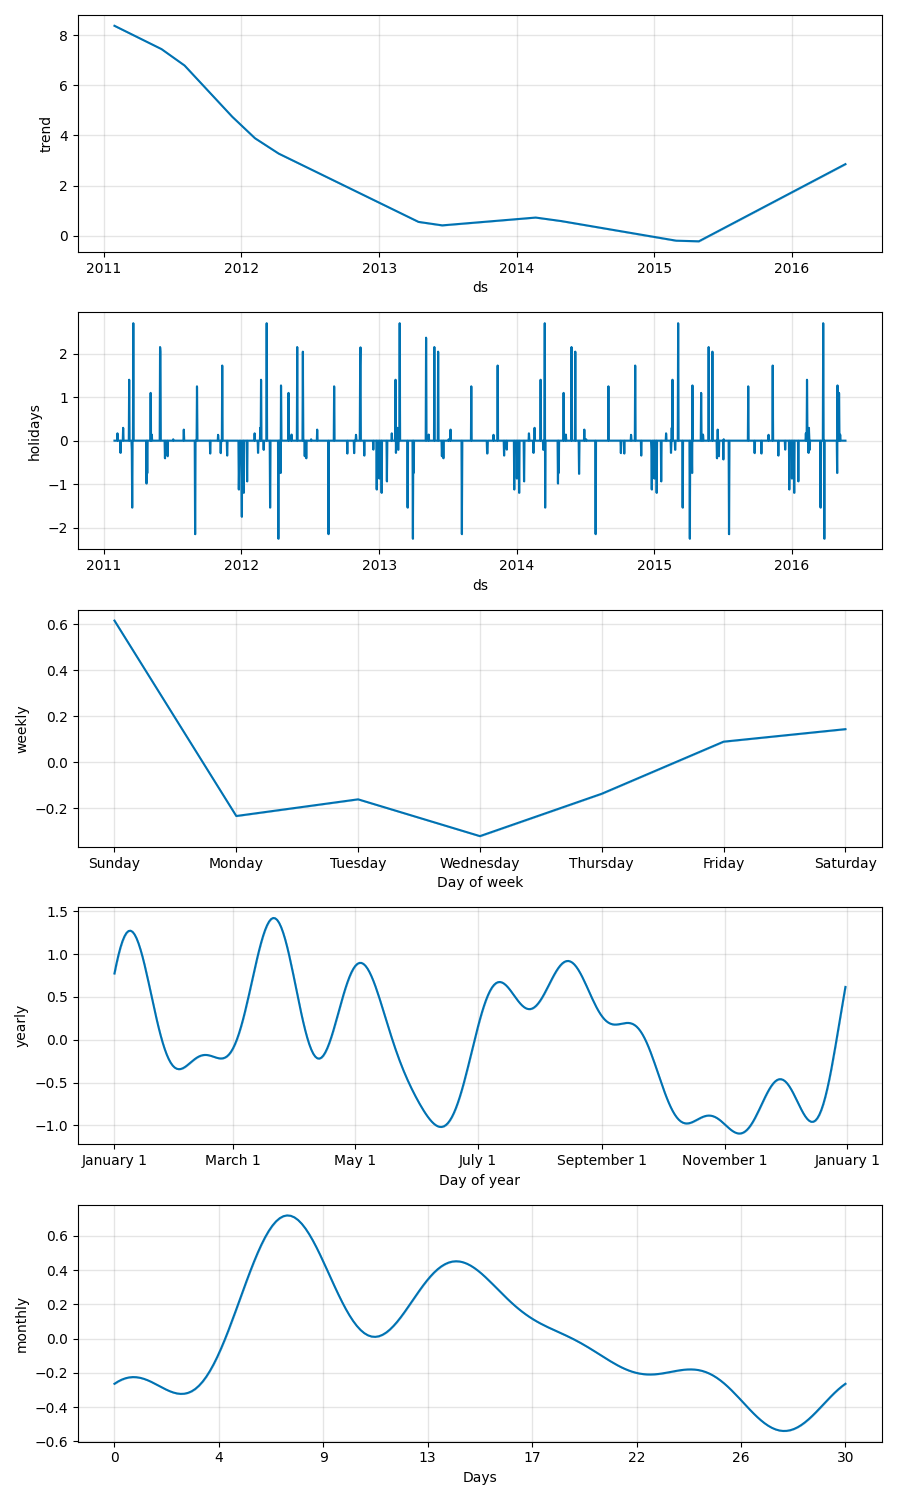 trend
8
6
4
2
0
2011 2012 2013 2014 2015 2016
ds
holidays
2
1
0
−1
−2
2011 2012 2013 2014 2015 2016
ds
weekly
0.6
0.4
0.2
0.0
−0.2
Sunday Monday Tuesday Wednesday Thursday Friday Saturday
Day of week
yearly
1.5
1.0
0.5
0.0
−0.5
−1.0
January 1 March 1 May 1 July 1 September 1 November 1 January 1
Day of year
monthly
0.6
0.4
0.2
0.0
−0.2
−0.4
−0.6
0 4 9 13 17 22 26 30
Days